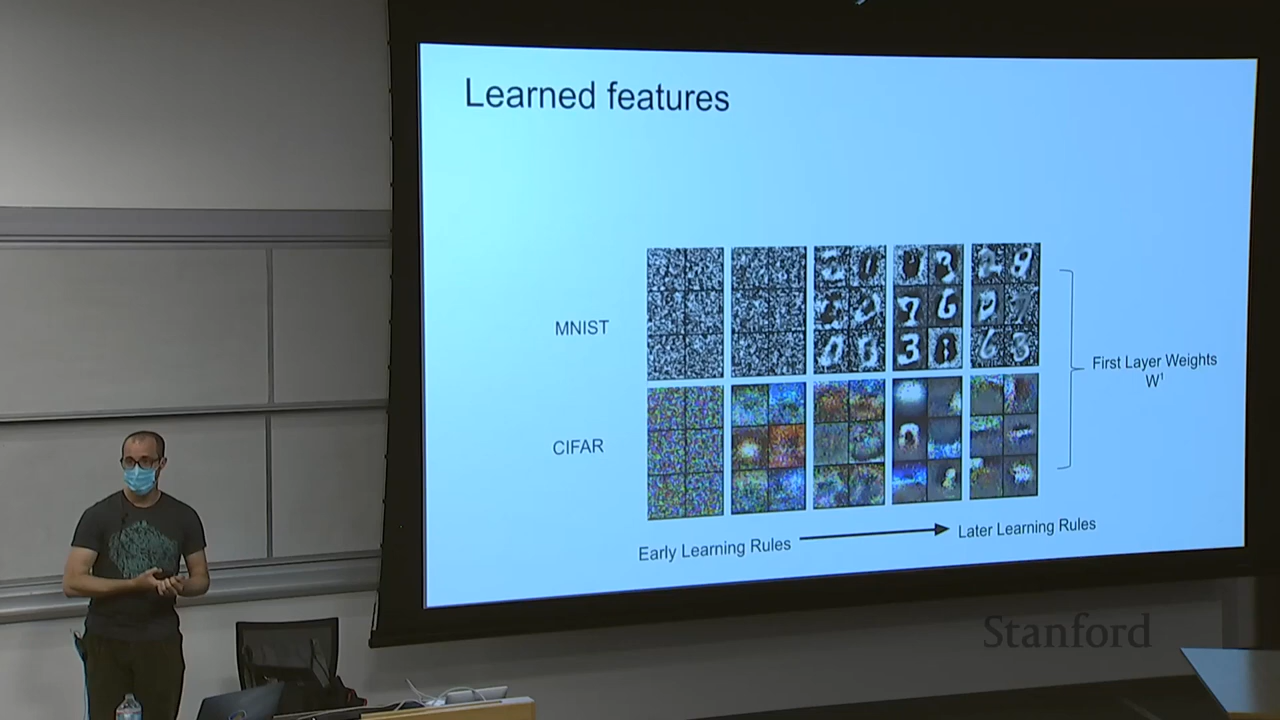 Learned features
MNIST
CIFAR
First Layer Weights
W¹
Early Learning Rules
Later Learning Rules
Stanford